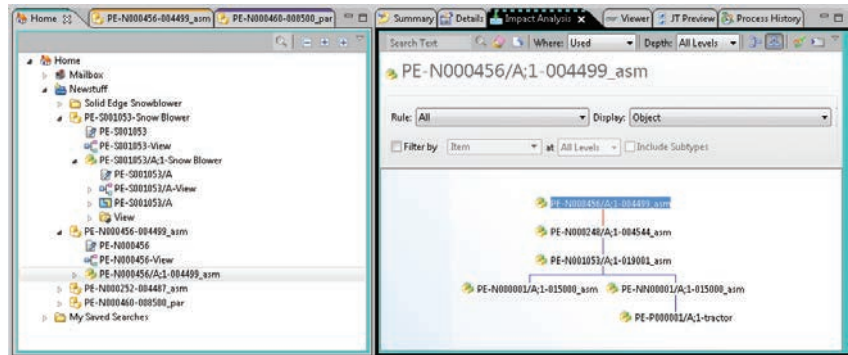 Home
PE-N000456-004499_asm
PE-N000460-008500_par
Home
Mailbox
Newstuff
Solid Edge Snowblower
PE-S001053-Snow Blower
PE-S001053
PE-S001053-View
PE-S001053/A;1-Snow Blower
PE-S001053/A
PE-S001053/A-View
PE-S001053/A
View
PE-N000456-004499_asm
PE-N000456
PE-N000456-View
PE-N000456/A;1-004499_asm
PE-N000252-004487_asm
PE-N000460-008500_par
My Saved Searches
Summary Details Impact Analysis Viewer JT Preview Process History
Search Text Where: Used Depth: All Levels
PE-N000456/A;1-004499_asm
Rule: All Display: Object
Filter by Item at All Levels Include Subtypes
PE-N000456/A;1-004499_asm
PE-N000248/A;1-004544_asm
PE-N001053/A;1-019001_asm
PE-N000001/A;1-015000_asm PE-NN00001/A;1-015000_asm
PE-P000001/A;1-tractor